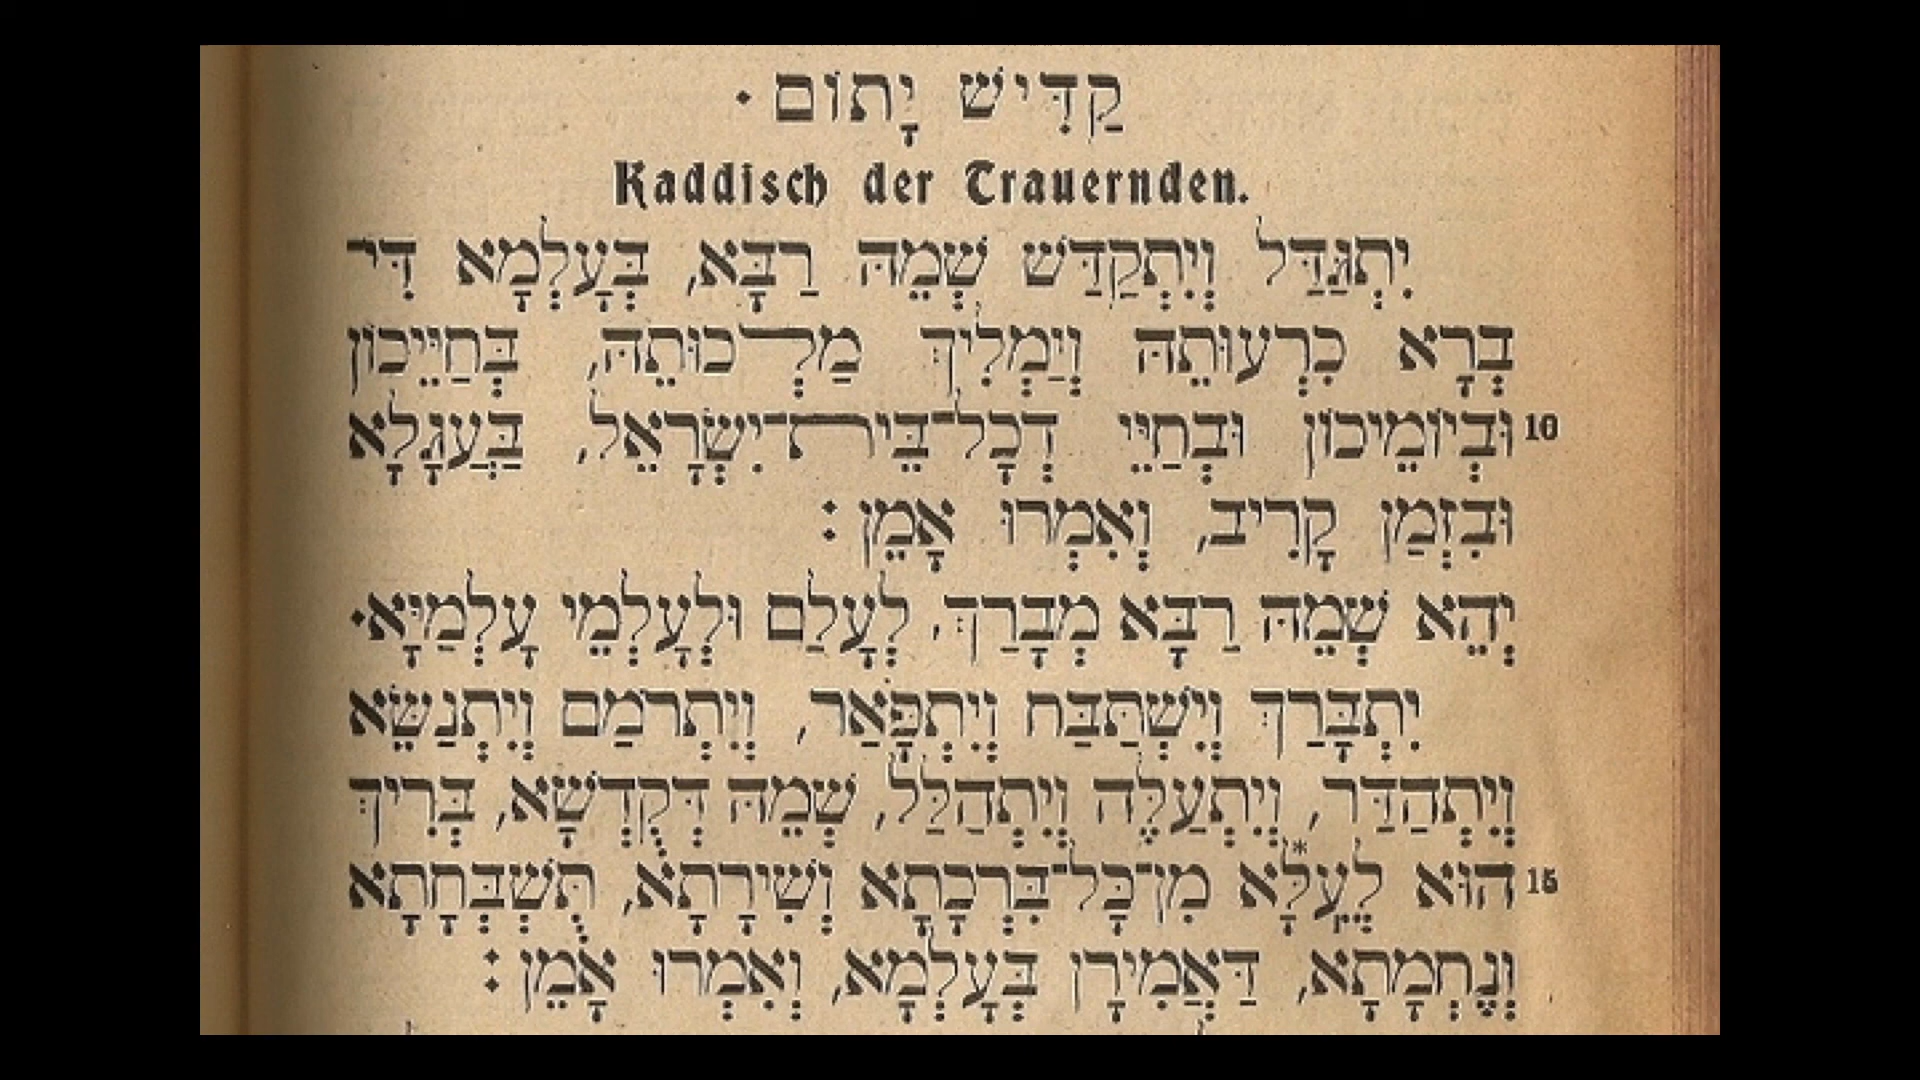 קַדִּישׁ יָתוֹם ·
Kaddisch der Trauernden.
יִתְגַּדַּל וְיִתְקַדַּשׁ שְׁמֵהּ רַבָּא, בְּעָלְמָא דִּי־
בְרָא כִרְעוּתֵהּ וְיַמְלִיךְ מַלְכוּתֵהּ, בְּחַיֵּיכוֹן
10 וּבְיוֹמֵיכוֹן וּבְחַיֵּי דְכָל־בֵּית־יִשְׂרָאֵל, בַּעֲגָלָא
וּבִזְמַן קָרִיב, וְאִמְרוּ אָמֵן:
יְהֵא שְׁמֵהּ רַבָּא מְבָרַךְ, לְעָלַם וּלְעָלְמֵי עָלְמַיָּא·
יִתְבָּרַךְ וְיִשְׁתַּבַּח וְיִתְפָּאַר, וְיִתְרֹמַם וְיִתְנַשֵּׂא
וְיִתְהַדַּר, וְיִתְעַלֶּה וְיִתְהַלַּל, שְׁמֵהּ דְּקֻדְשָׁא, בְּרִיךְ
15 הוּא לְעֵלָּא* מִן־כָּל־בִּרְכָתָא וְשִׁירָתָא, תֻּשְׁבְּחָתָא
וְנֶחְמָתָא, דַּאֲמִירָן בְּעָלְמָא, וְאִמְרוּ אָמֵן: